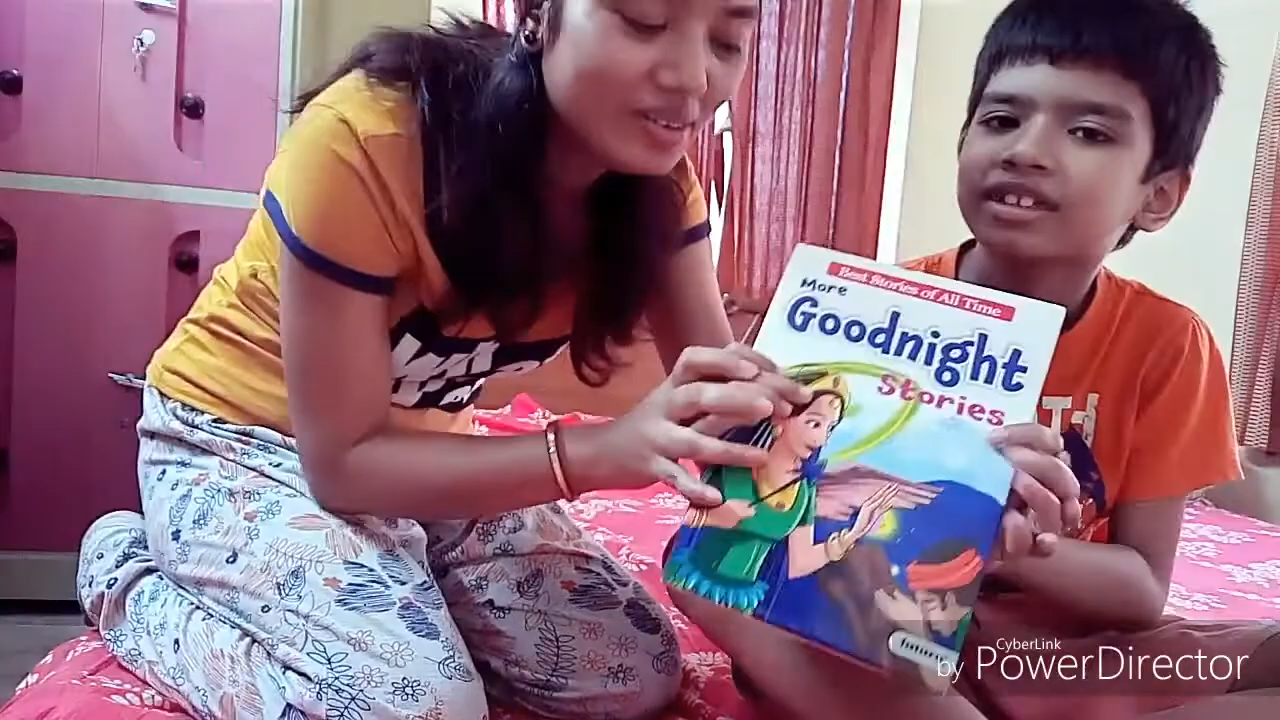 Best Stories of All Time
More
Goodnight
Stories
CyberLink
by PowerDirector